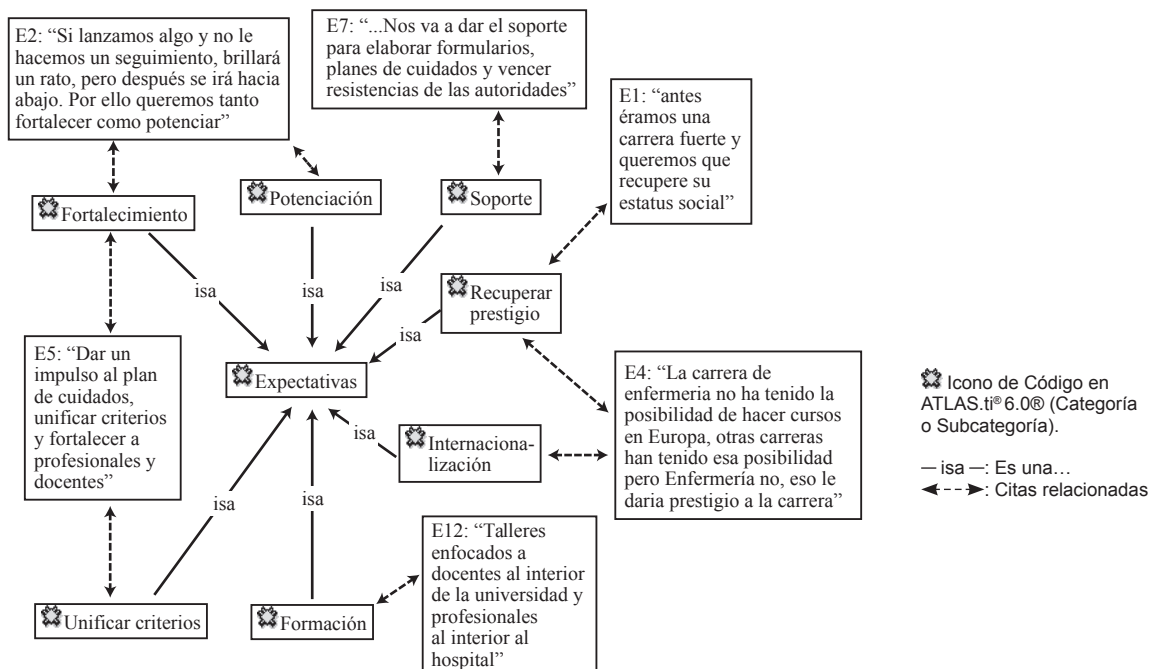 E2: “Si lanzamos algo y no le
hacemos un seguimiento, brillará
un rato, pero después se irá hacia
abajo. Por ello queremos tanto
fortalecer como potenciar”
E7: “...Nos va a dar el soporte
para elaborar formularios,
planes de cuidados y vencer
resistencias de las autoridades”
E1: “antes
éramos una
carrera fuerte y
queremos que
recupere su
estatus social”
Fortalecimiento
Potenciación
Soporte
isa
isa
isa
Recuperar
prestigio
isa
E5: “Dar un
impulso al plan
de cuidados,
unificar criterios
y fortalecer a
profesionales y
docentes”
Expectativas
E4: “La carrera de
enfermeria no ha tenido la
posibilidad de hacer cursos
en Europa, otras carreras
han tenido esa posibilidad
pero Enfermería no, eso le
daria prestigio a la carrera”
isa
Internaciona-
lización
isa
isa
E12: “Talleres
enfocados a
docentes al interior
de la universidad y
profesionales
al interior al
hospital”
Unificar criterios
Formación
Icono de Código en
ATLAS.ti® 6.0® (Categoría
o Subcategoría).
— isa —: Es una…
: Citas relacionadas